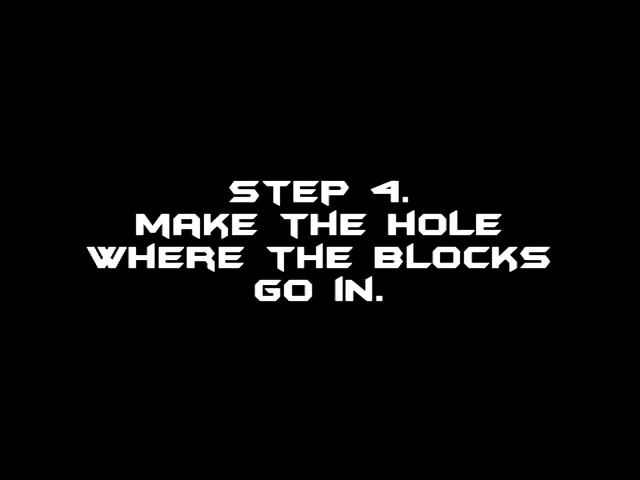 STEP 4.
MAKE THE HOLE
WHERE THE BLOCKS
GO IN.